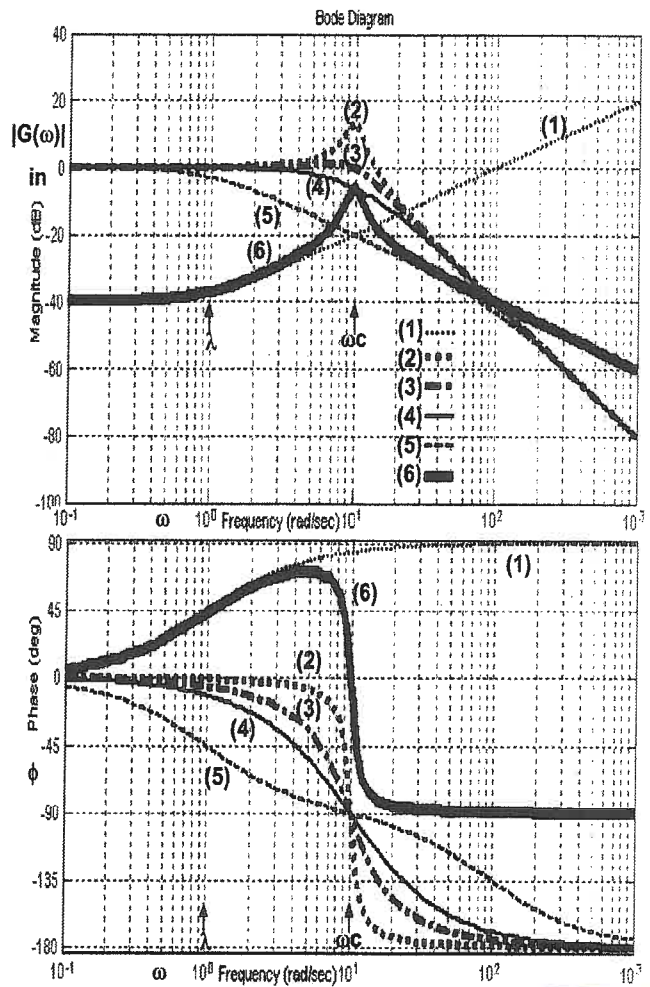 Bode Diagram
40
20
0
-20
-40
-60
-80
-100
|G(ω)|
in
Magnitude (dB)
(1)
(2)
(3)
(4)
(5)
(6)
λ
ωc
(1)
(2)
(3)
(4)
(5)
(6)
10⁻¹
ω
10⁰
Frequency (rad/sec)
10¹
10²
90
45
0
-45
-90
-135
-180
Phase (deg)
ϕ
(1)
(6)
(2)
(3)
(4)
(5)
λ
ωc
10⁻¹
ω
10⁰
Frequency (rad/sec)
10¹
10²